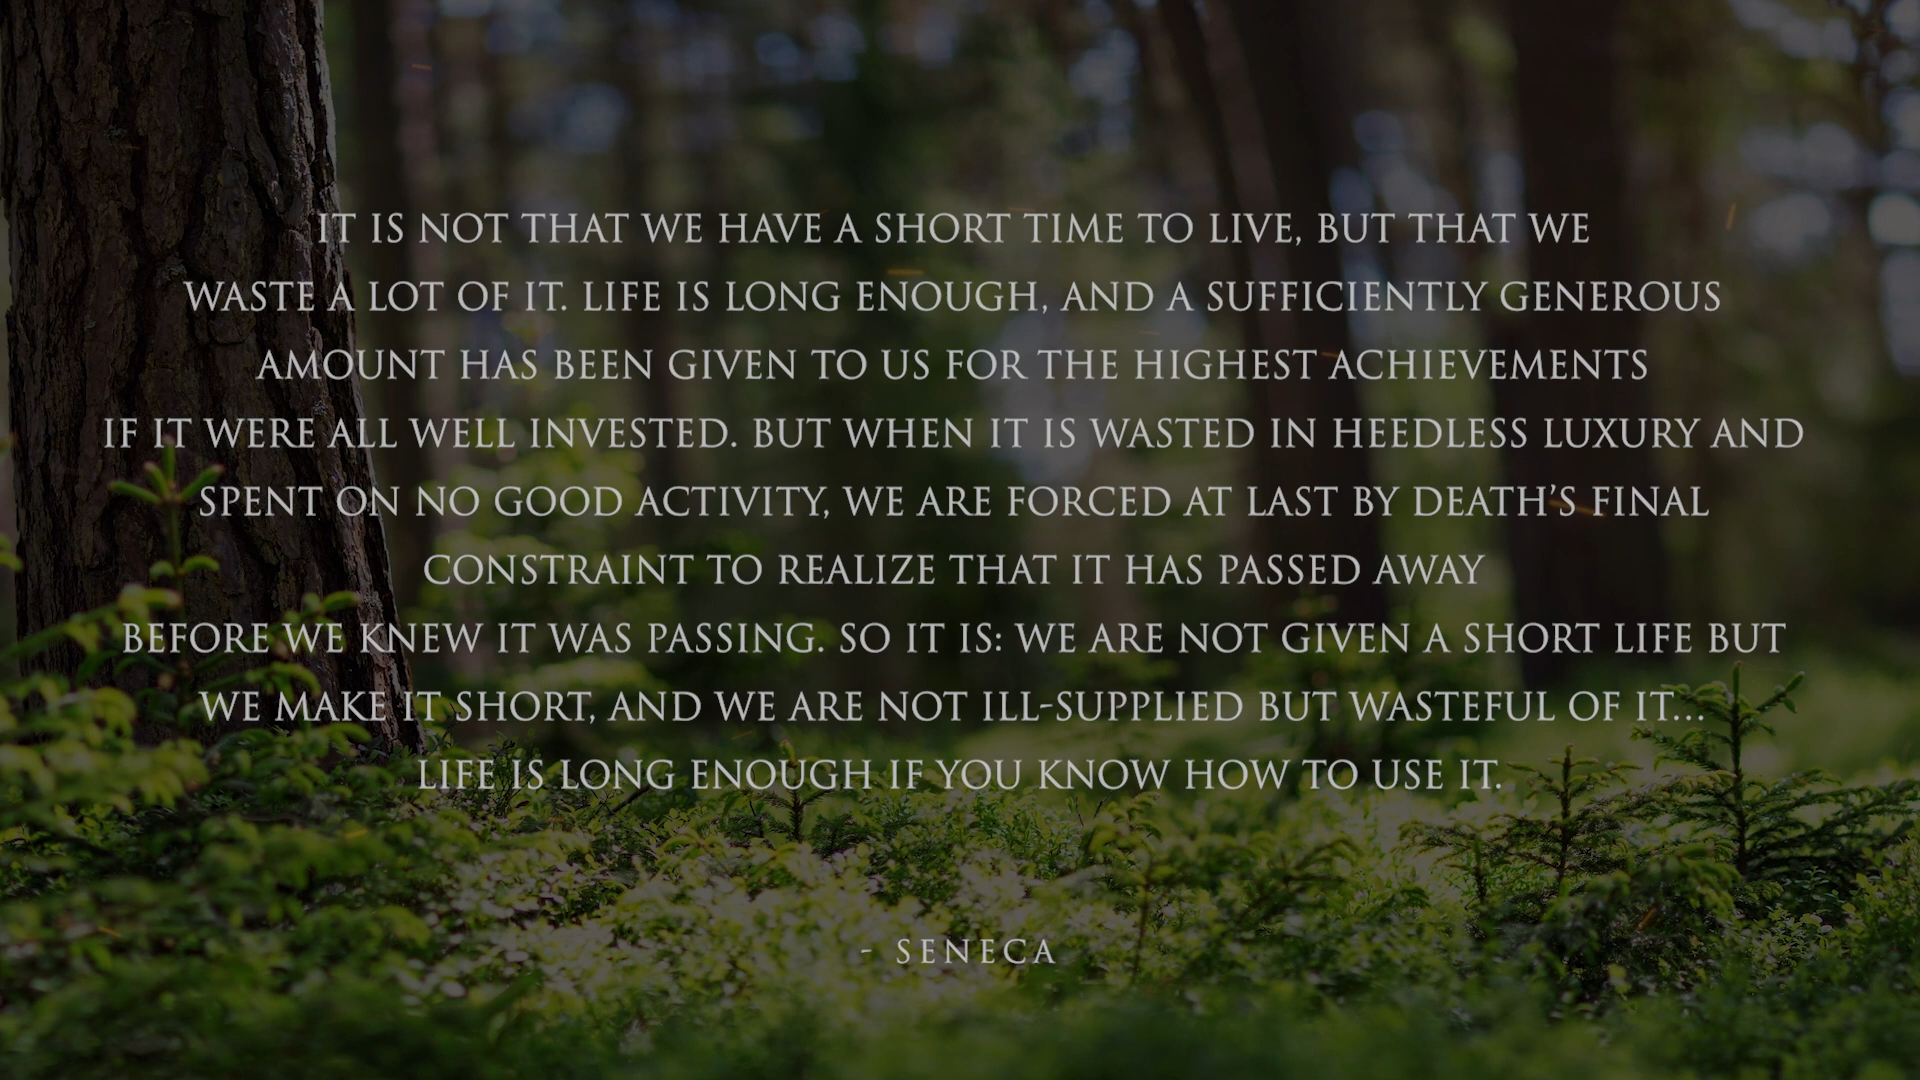 IT IS NOT THAT WE HAVE A SHORT TIME TO LIVE, BUT THAT WE
WASTE A LOT OF IT. LIFE IS LONG ENOUGH, AND A SUFFICIENTLY GENEROUS
AMOUNT HAS BEEN GIVEN TO US FOR THE HIGHEST ACHIEVEMENTS
IF IT WERE ALL WELL INVESTED. BUT WHEN IT IS WASTED IN HEEDLESS LUXURY AND
SPENT ON NO GOOD ACTIVITY, WE ARE FORCED AT LAST BY DEATH’S FINAL
CONSTRAINT TO REALIZE THAT IT HAS PASSED AWAY
BEFORE WE KNEW IT WAS PASSING. SO IT IS: WE ARE NOT GIVEN A SHORT LIFE BUT
WE MAKE IT SHORT, AND WE ARE NOT ILL-SUPPLIED BUT WASTEFUL OF IT...
LIFE IS LONG ENOUGH IF YOU KNOW HOW TO USE IT.
- SENECA